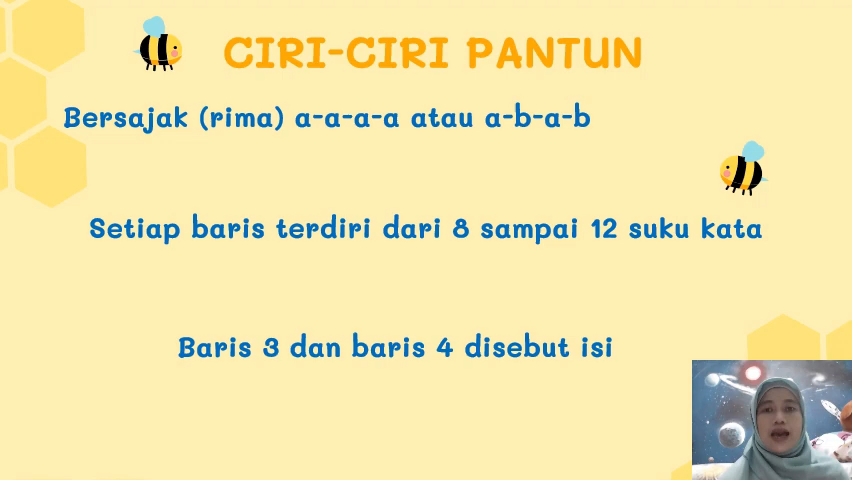 CIRI-CIRI PANTUN
Bersajak (rima) a-a-a-a atau a-b-a-b
Setiap baris terdiri dari 8 sampai 12 suku kata
Baris 3 dan baris 4 disebut isi